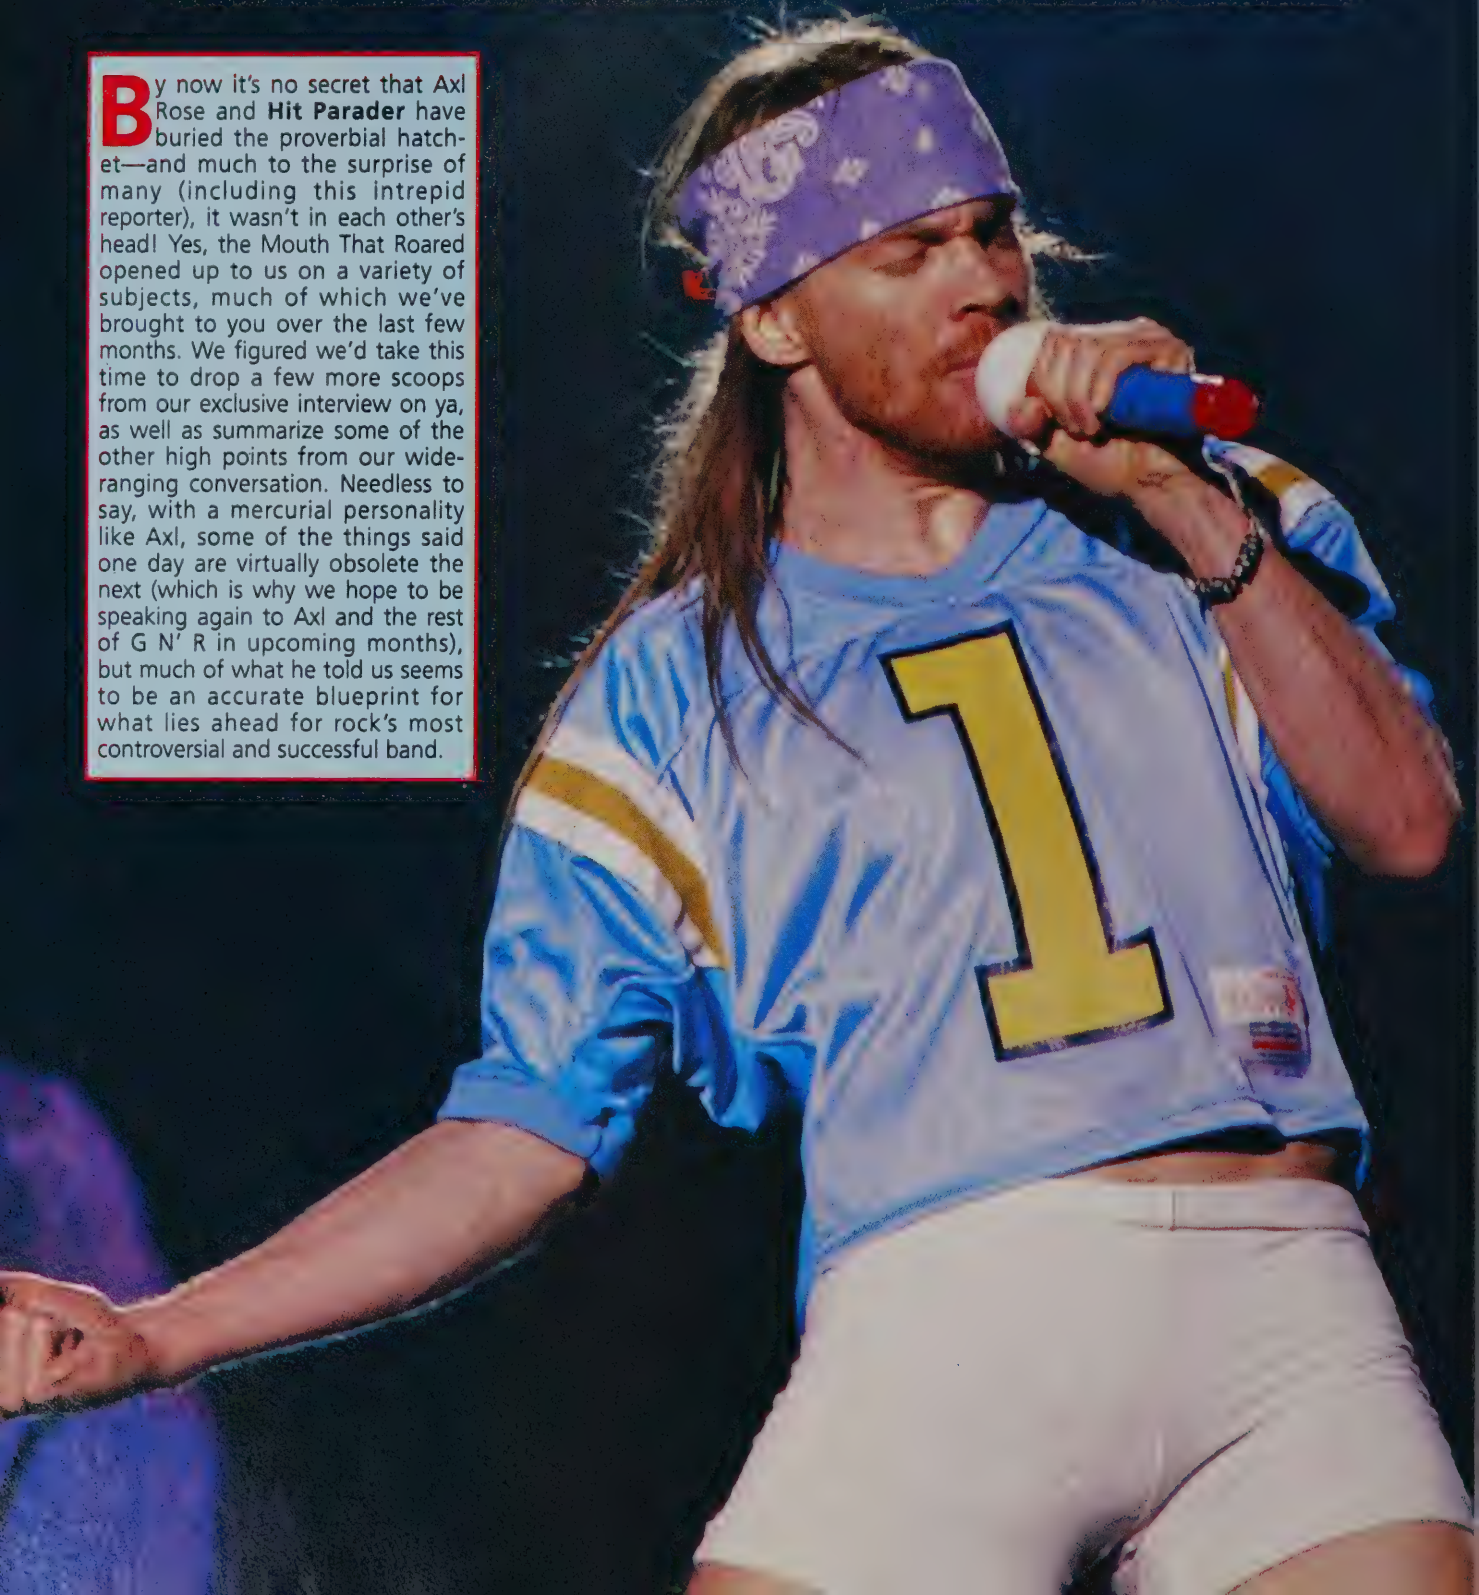 By now it's no secret that Axl
Rose and Hit Parader have
buried the proverbial hatch-
et—and much to the surprise of
many (including this intrepid
reporter), it wasn't in each other's
head! Yes, the Mouth That Roared
opened up to us on a variety of
subjects, much of which we've
brought to you over the last few
months. We figured we'd take this
time to drop a few more scoops
from our exclusive interview on ya,
as well as summarize some of the
other high points from our wide-
ranging conversation. Needless to
say, with a mercurial personality
like Axl, some of the things said
one day are virtually obsolete the
next (which is why we hope to be
speaking again to Axl and the rest
of G N' R in upcoming months),
but much of what he told us seems
to be an accurate blueprint for
what lies ahead for rock's most
controversial and successful band.
1